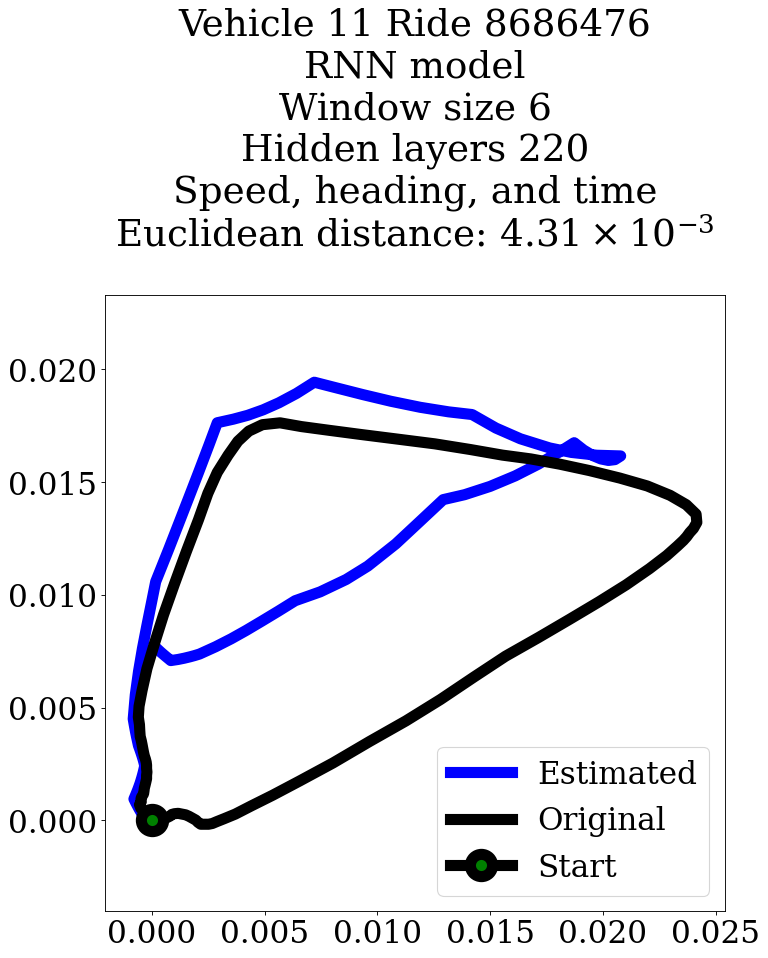 Vehicle 11 Ride 8686476
RNN model
Window size 6
Hidden layers 220
Speed, heading, and time
Euclidean distance: 4.31 × 10⁻³
0.020
0.015
0.010
0.005
0.000
Estimated
Original
Start
0.000 0.005 0.010 0.015 0.020 0.025